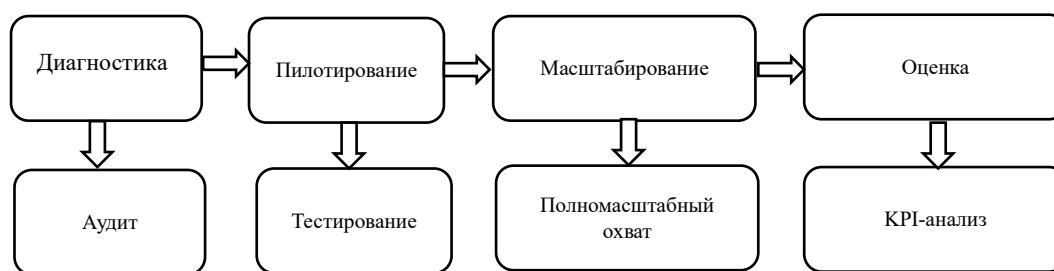 Диагностика
Пилотирование
Масштабирование
Оценка
Аудит
Тестирование
Полномасштабный
охват
KPI-анализ